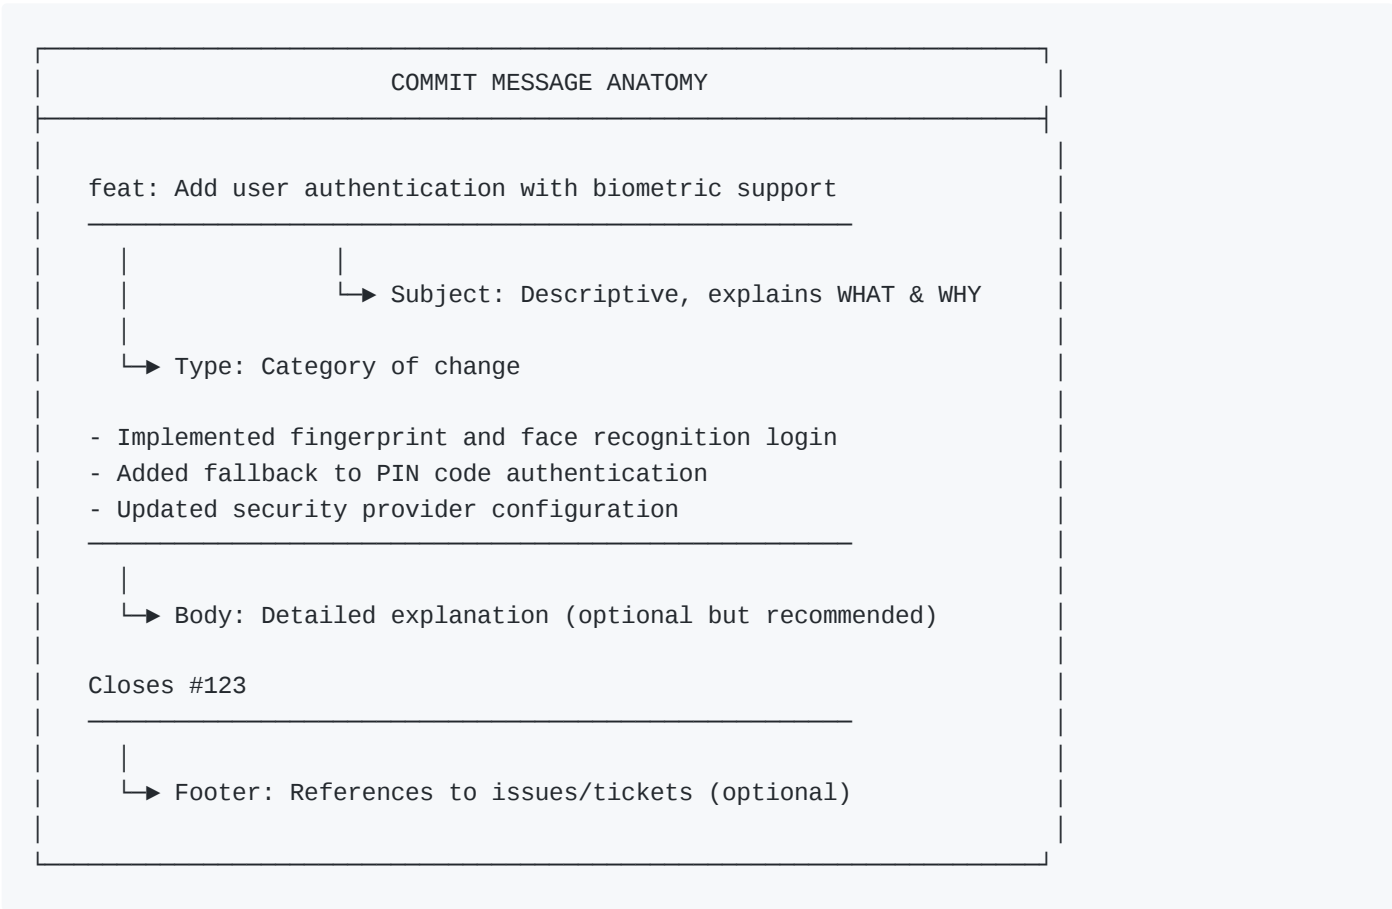 COMMIT MESSAGE ANATOMY
feat: Add user authentication with biometric support
Subject: Descriptive, explains WHAT & WHY
Type: Category of change
- Implemented fingerprint and face recognition login
- Added fallback to PIN code authentication
- Updated security provider configuration
Body: Detailed explanation (optional but recommended)
Closes #123
Footer: References to issues/tickets (optional)